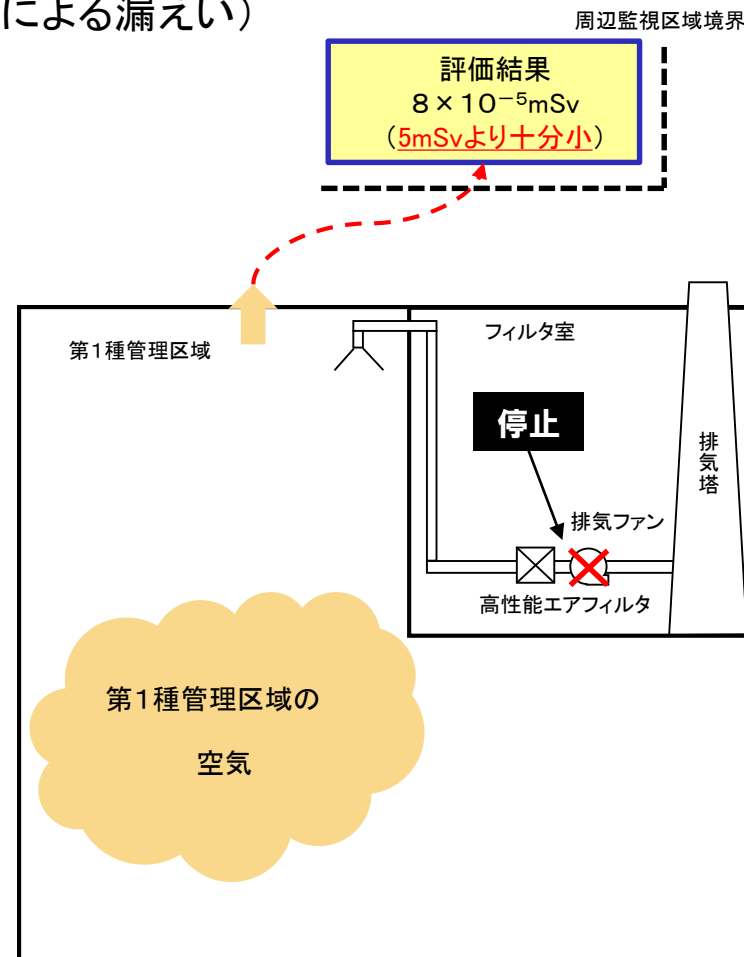 による漏えい)
周辺監視区域境界
評価結果
8×10⁻⁵mSv
(5mSvより十分小)
第1種管理区域
フィルタ室
停止
排気塔
排気ファン
高性能エアフィルタ
第1種管理区域の
空気